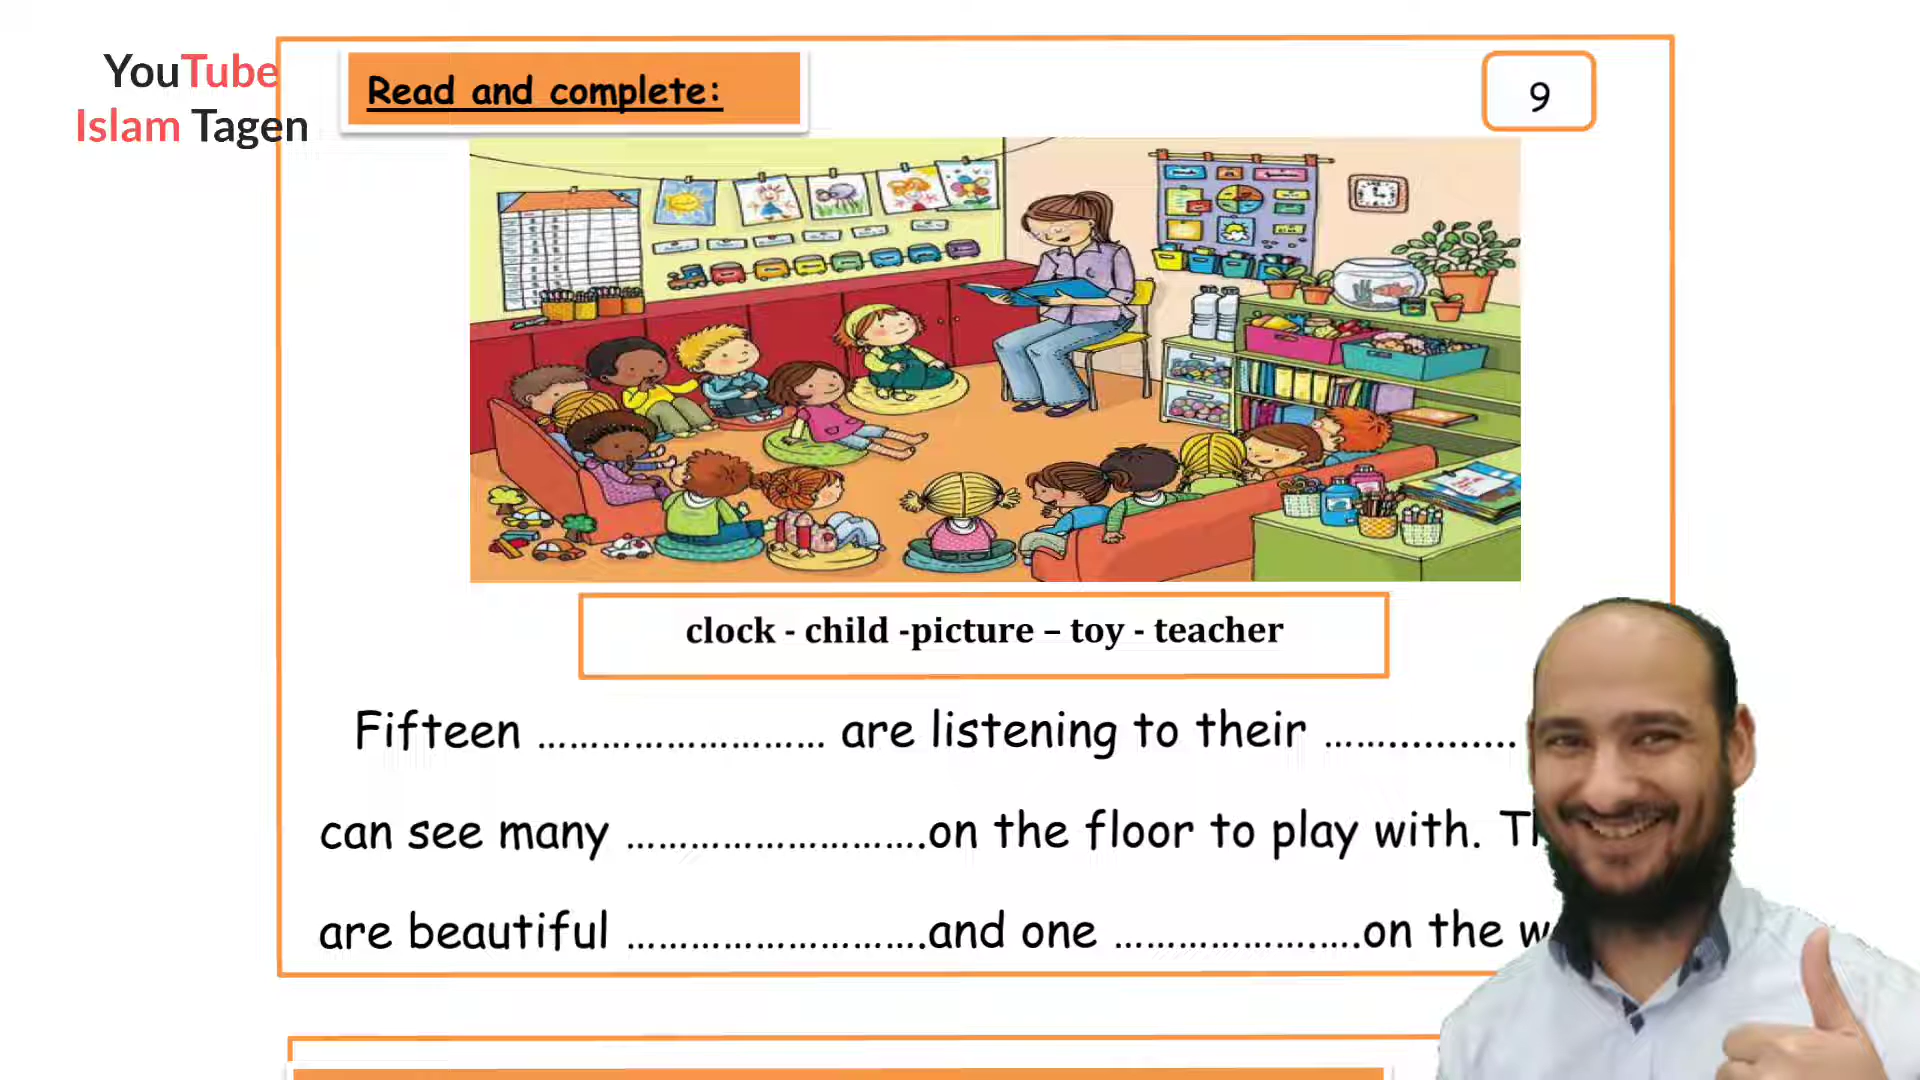 YouTube
Islam Tagen
Read and complete:
9
clock - child -picture – toy - teacher
Fifteen ........................... are listening to their ..................
can see many ............................on the floor to play with.
are beautiful ............................and one ........................on the